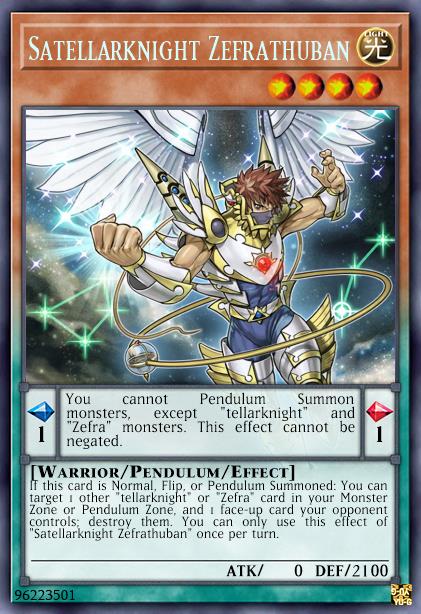 Satellarknight Zefrathuban
LIGHT
光
You cannot Pendulum Summon
monsters, except "tellarknight" and
"Zefra" monsters. This effect cannot be
negated.
1
1
[Warrior/Pendulum/Effect]
If this card is Normal, Flip, or Pendulum Summoned: You can
target 1 other "tellarknight" or "Zefra" card in your Monster
Zone or Pendulum Zone, and 1 face-up card your opponent
controls; destroy them. You can only use this effect of
"Satellarknight Zefrathuban" once per turn.
ATK/ 0 DEF/2100
96223501